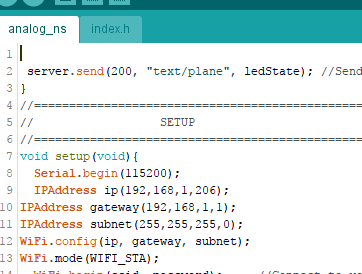 analog_ns index.h
1
2 server.send(200, "text/plane", ledState); //Send
3 }
4 //================================================
5 // SETUP
6 //================================================
7 void setup(void){
8 Serial.begin(115200);
9 IPAddress ip(192,168,1,206);
10 IPAddress gateway(192,168,1,1);
11 IPAddress subnet(255,255,255,0);
12 WiFi.config(ip, gateway, subnet);
13 WiFi.mode(WIFI_STA);